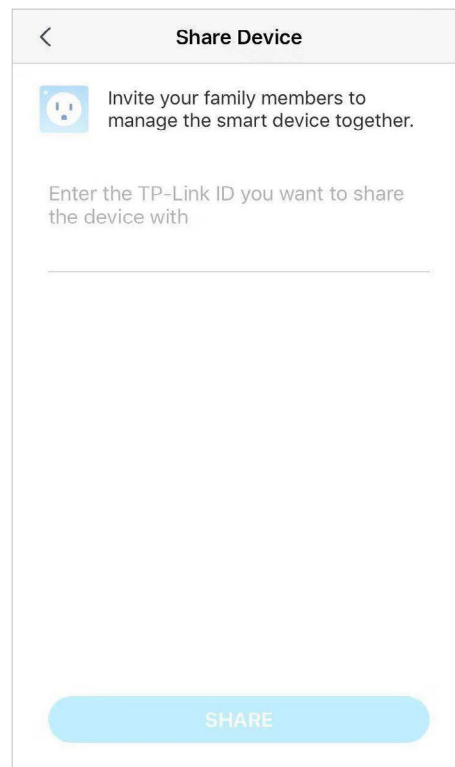 Share Device
Invite your family members to
manage the smart device together.
Enter the TP-Link ID you want to share
the device with
SHARE